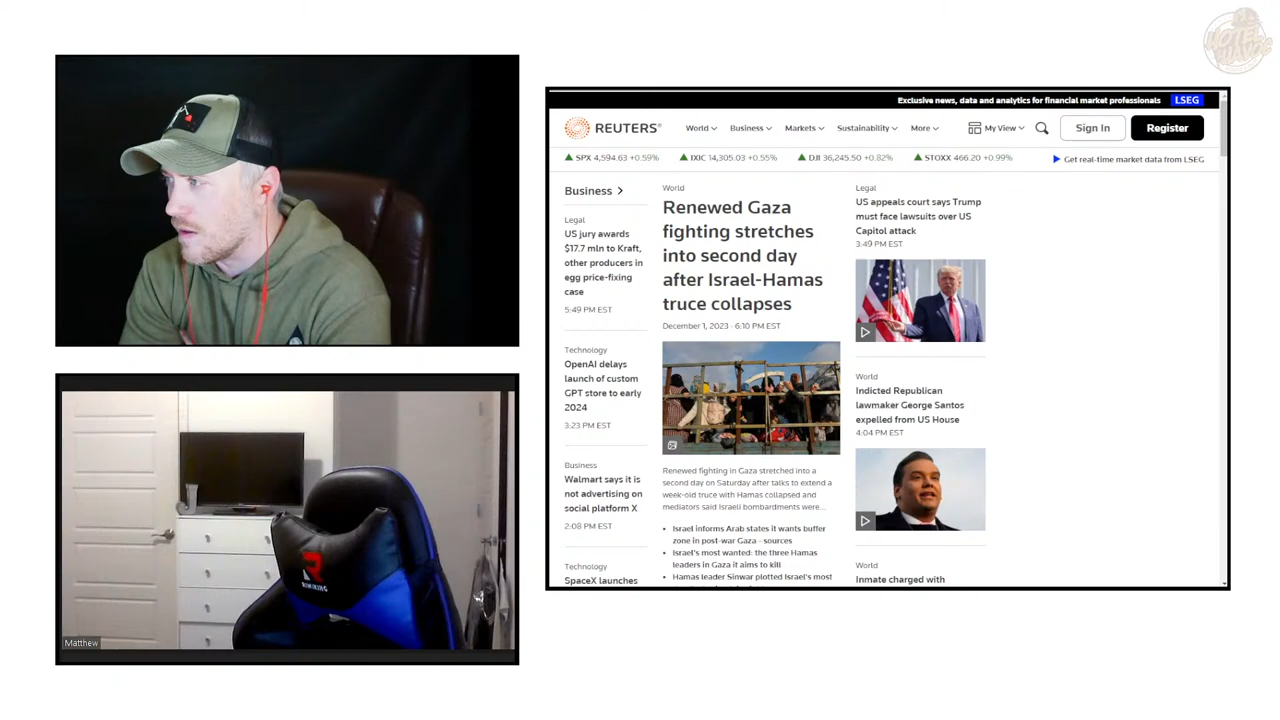 HOTEL
HAVOC
Exclusive news, data and analytics for financial market professionals LSEG
REUTERS® World Business Markets Sustainability More My View Sign In Register
SPX 4,594.63 +0.59% IXIC 14,305.03 +0.55% DJI 36,245.50 +0.82% STOXX 466.20 +0.99% Get real-time market data from LSEG
Business
Legal
US jury awards
$17.7 mln to Kraft,
other producers in
egg price-fixing
case
5:49 PM EST
Technology
OpenAI delays
launch of custom
GPT store to early
2024
3:23 PM EST
Business
Walmart says it is
not advertising on
social platform X
2:08 PM EST
Technology
SpaceX launches
World
Renewed Gaza
fighting stretches
into second day
after Israel-Hamas
truce collapses
December 1, 2023 · 6:10 PM EST
Renewed fighting in Gaza stretched into a
second day on Saturday after talks to extend a
week-old truce with Hamas collapsed and
mediators said Israeli bombardments were...
• Israel informs Arab states it wants buffer
zone in post-war Gaza - sources
• Israel's most wanted: the three Hamas
leaders in Gaza it aims to kill
• Hamas leader Sinwar plotted Israel's most
Legal
US appeals court says Trump
must face lawsuits over US
Capitol attack
3:49 PM EST
World
Indicted Republican
lawmaker George Santos
expelled from US House
4:04 PM EST
World
Inmate charged with
R
Matthew